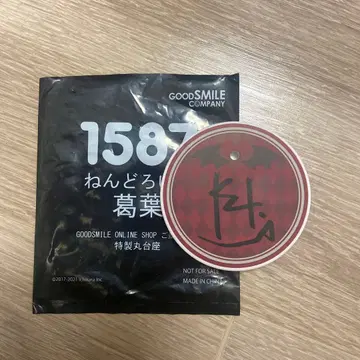 GOODSMILE
COMPANY
1587
ねんどろ
葛葉
GOODSMILE ONLINE SHOP
特製丸台座
NOT FOR SALE
MADE IN CHINA